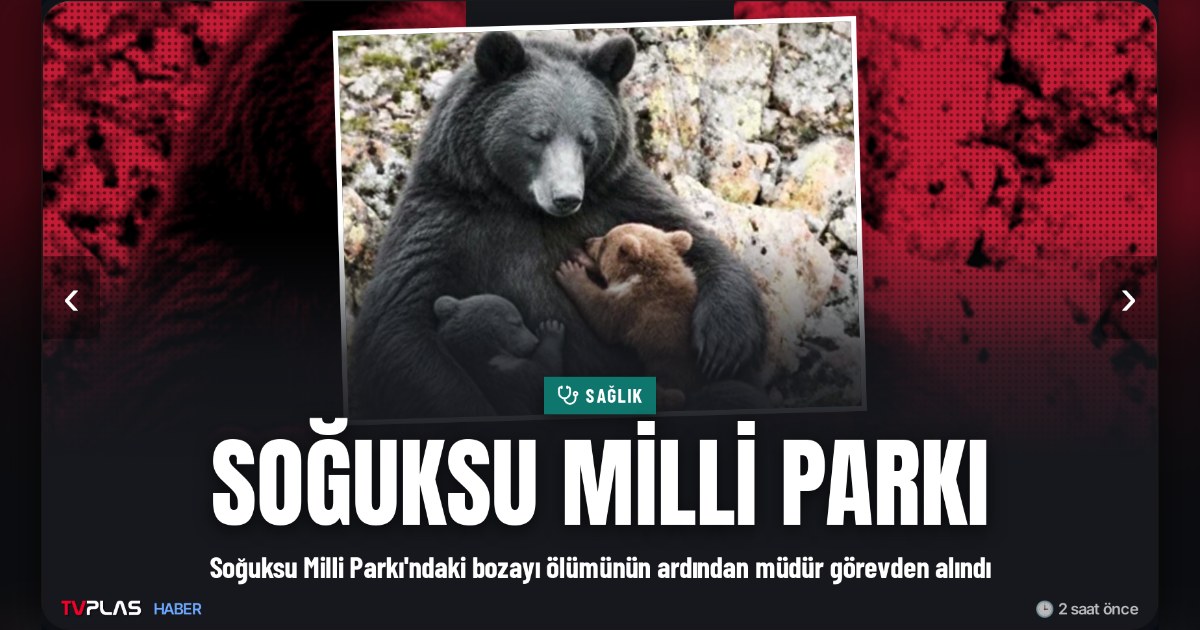 SAĞLIK
SOĞUKSU MİLLİ PARKI
Soğuksu Milli Parkı'ndaki bozayı ölümünün ardından müdür görevden alındı
TVPLAS HABER
2 saat önce